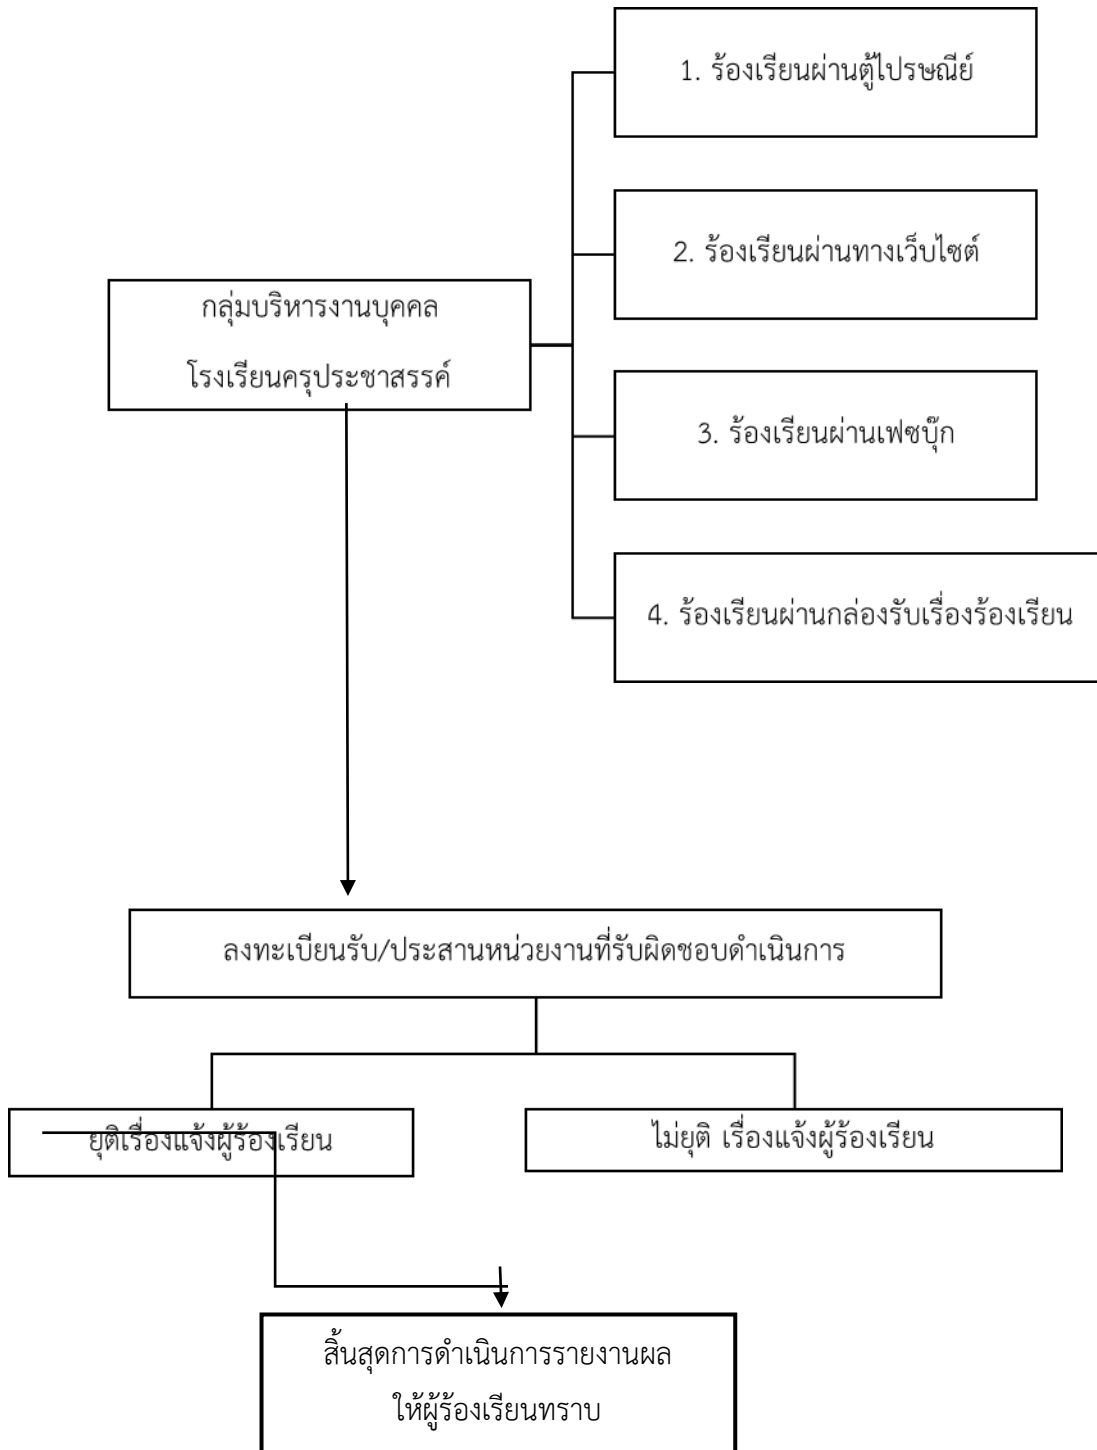 1. ร้องเรียนผ่านตู้ไปรษณีย์
2. ร้องเรียนผ่านทางเว็บไซต์
กลุ่มบริหารงานบุคคล
โรงเรียนครุประชาสรรค์
3. ร้องเรียนผ่านเฟซบุ๊ก
4. ร้องเรียนผ่านกล่องรับเรื่องร้องเรียน
ลงทะเบียนรับ/ประสานหน่วยงานที่รับผิดชอบดำเนินการ
ยุติเรื่องแจ้งผู้ร้องเรียน
ไม่ยุติ เรื่องแจ้งผู้ร้องเรียน
สิ้นสุดการดำเนินการรายงานผล
ให้ผู้ร้องเรียนทราบ